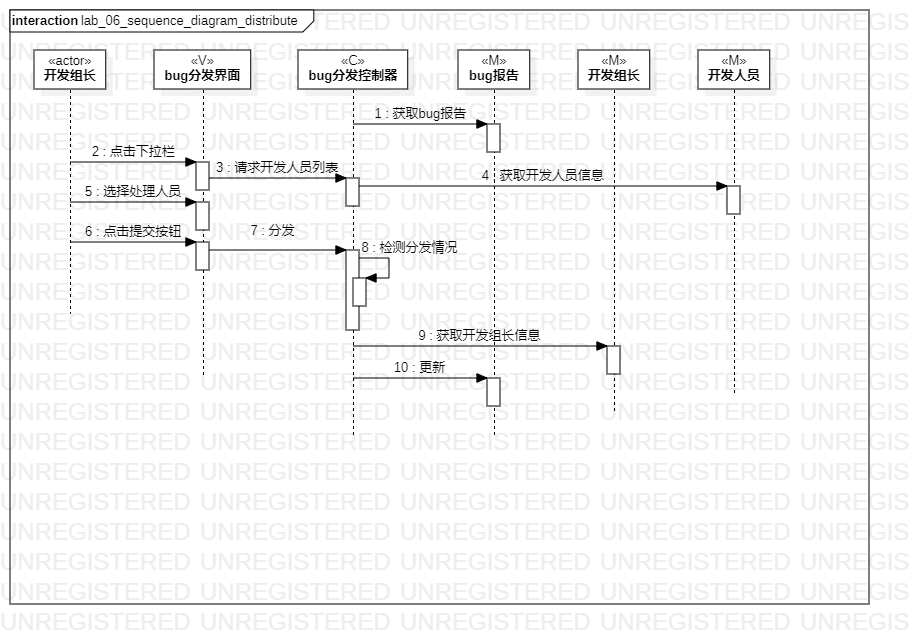 interaction lab_06_sequence_diagram_distribute
«actor»
开发组长
«V»
bug分发界面
«C»
bug分发控制器
«M»
bug报告
«M»
开发组长
«M»
开发人员
1 : 获取bug报告
2 : 点击下拉栏
3 : 请求开发人员列表
4 : 获取开发人员信息
5 : 选择处理人员
6 : 点击提交按钮
7 : 分发
8 : 检测分发情况
9 : 获取开发组长信息
10 : 更新
UNREGISTERED